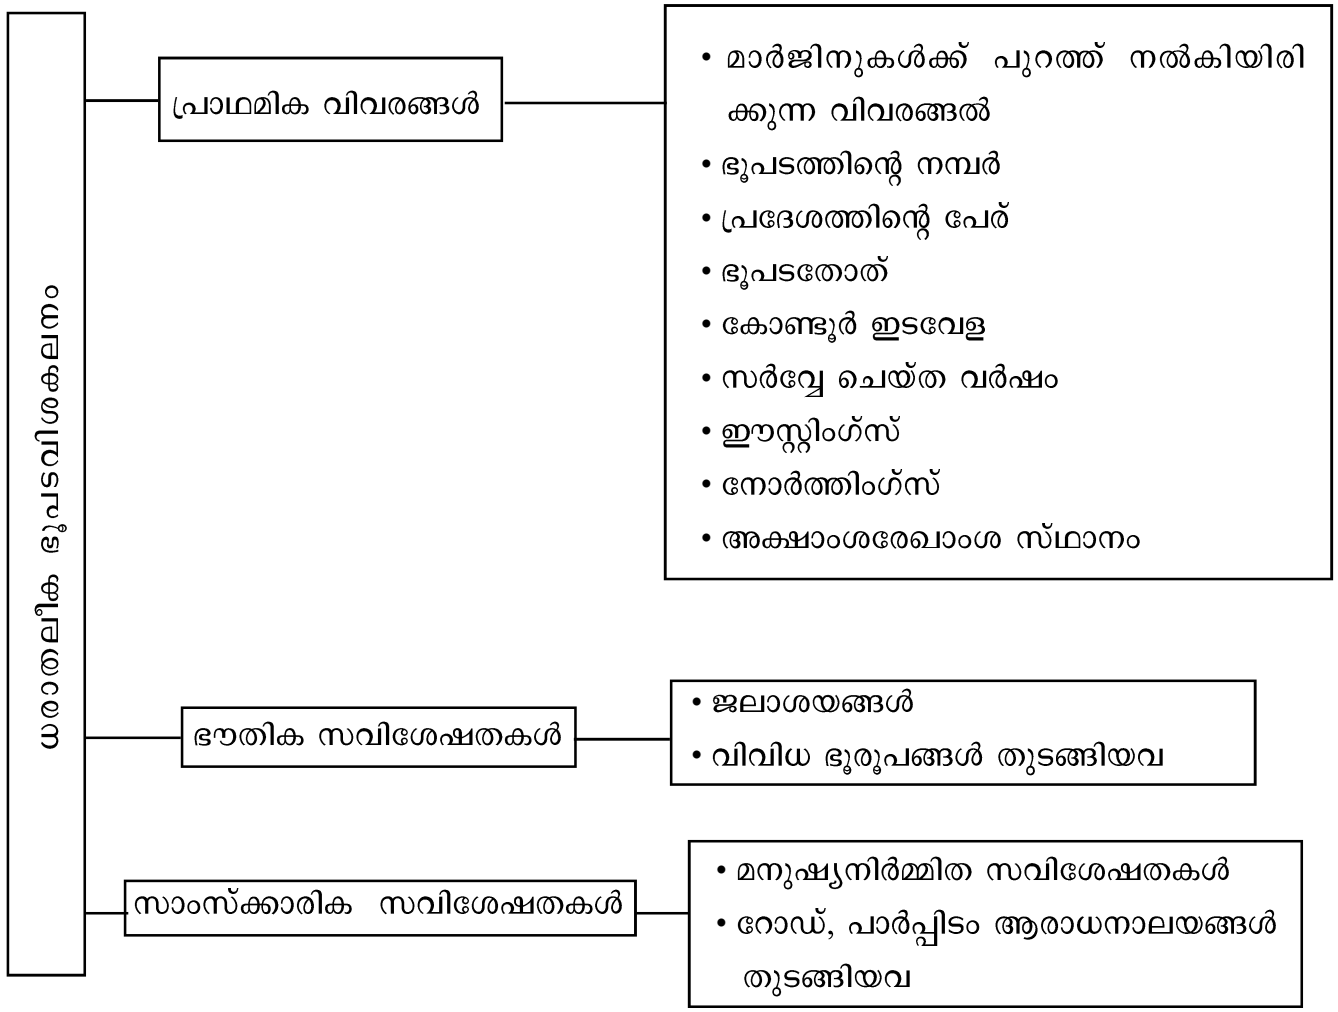 ധരാതലീക ഭൂപടവിശകലനം
പ്രാഥമിക വിവരങ്ങൾ
• മാർജിനുകൾക്ക് പുറത്ത് നൽകിയിരി
ക്കുന്ന വിവരങ്ങൽ
• ഭൂപടത്തിന്റെ നമ്പർ
• പ്രദേശത്തിന്റെ പേര്
• ഭൂപടതോത്
• കോണ്ടൂർ ഇടവേള
• സർവ്വേ ചെയ്ത വർഷം
• ഈസ്റ്റിംഗ്സ്
• നോർത്തിംഗ്സ്
• അക്ഷാംശരേഖാംശ സ്ഥാനം
ഭൗതിക സവിശേഷതകൾ
• ജലാശയങ്ങൾ
• വിവിധ ഭൂരൂപങ്ങൾ തുടങ്ങിയവ
സാംസ്ക്കാരിക സവിശേഷതകൾ
• മനുഷ്യനിർമ്മിത സവിശേഷതകൾ
• റോഡ്, പാർപ്പിടം ആരാധനാലയങ്ങൾ
തുടങ്ങിയവ